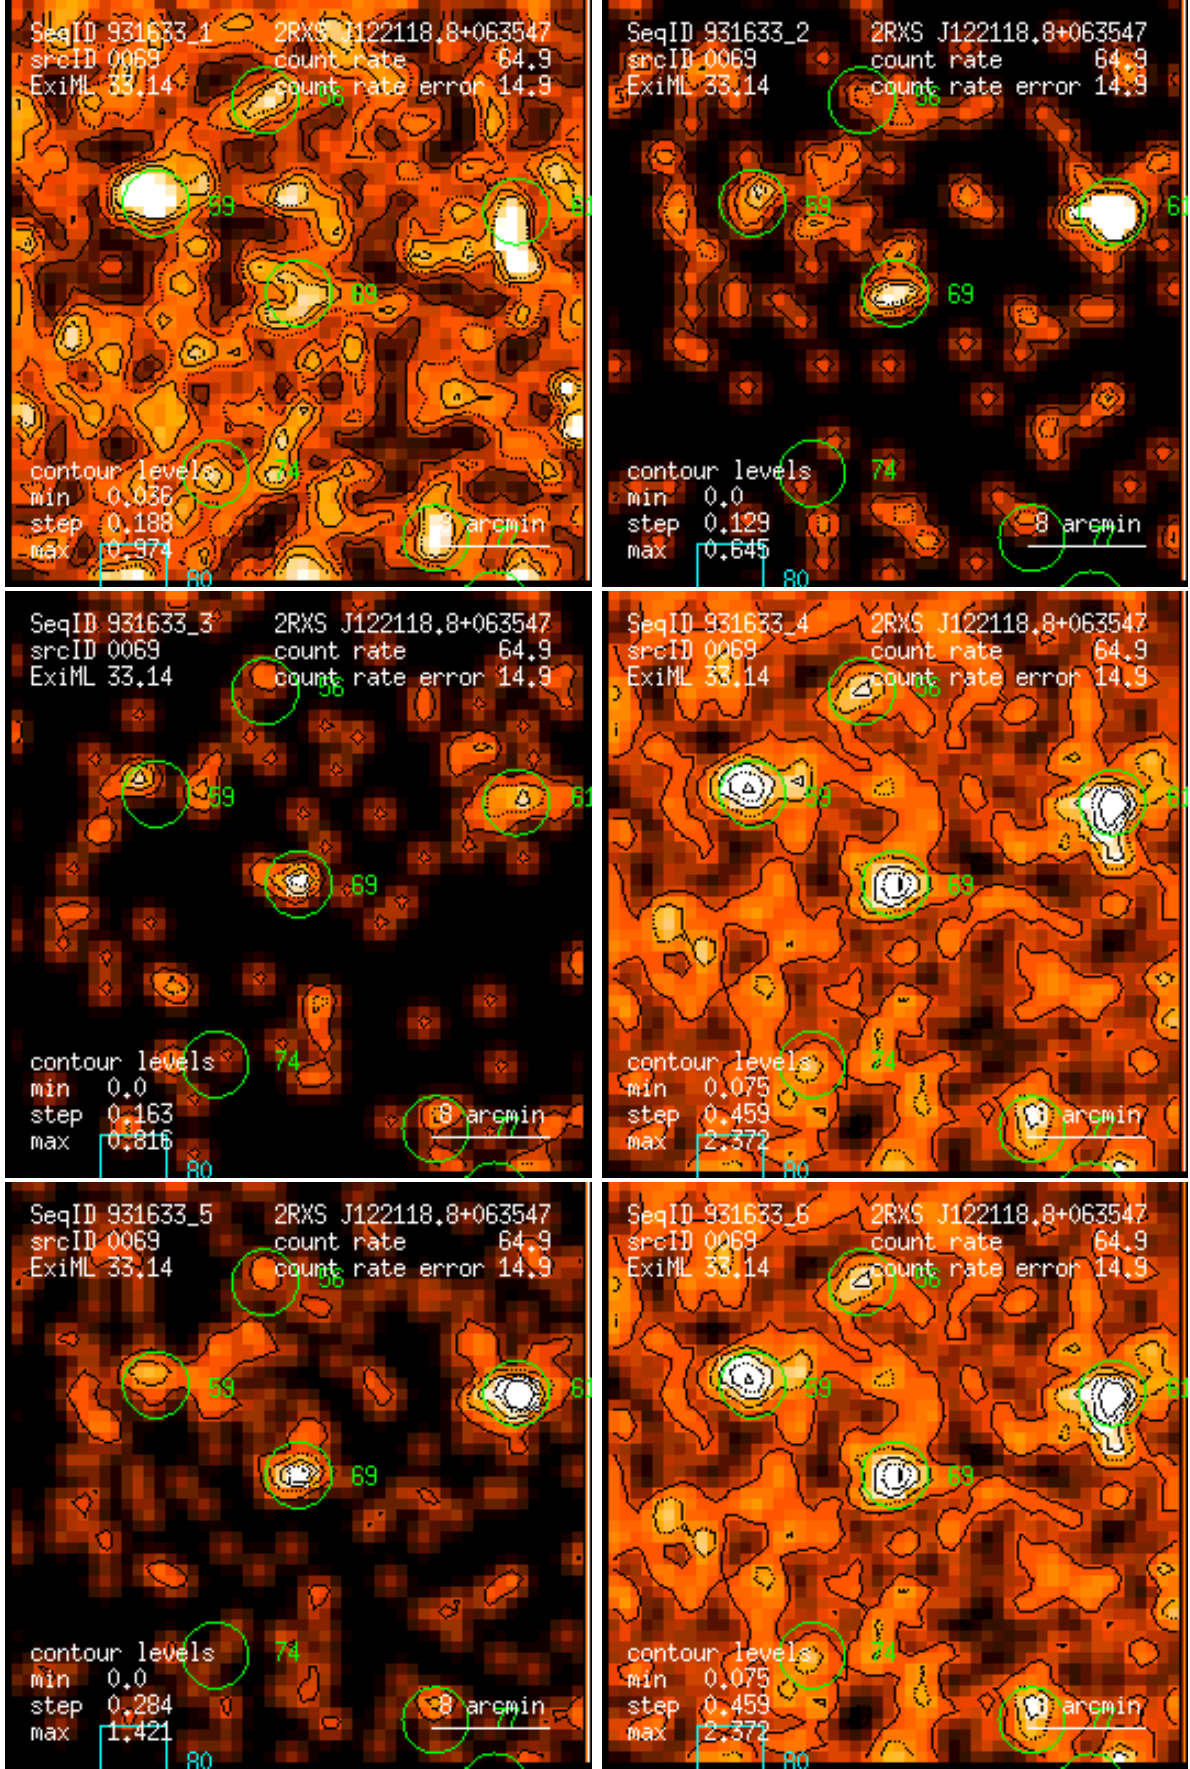 SeqID 931633_1 2RXS J122118.8+063547
srcID 0069 count rate 64.9
ExiML 33.14 count rate error 14.9
56
59
61
69
contour levels
74
min 0.036
step 0.188
max 0.974
8 arcmin
77
80
SeqID 931633_2 2RXS J122118.8+063547
srcID 0069 count rate 64.9
ExiML 33.14 count rate error 14.9
56
59
61
69
contour levels
74
min 0.0
step 0.129
max 0.645
8 arcmin
77
80
SeqID 931633_3 2RXS J122118.8+063547
srcID 0069 count rate 64.9
ExiML 33.14 count rate error 14.9
56
59
61
69
contour levels
74
min 0.0
step 0.163
max 0.816
8 arcmin
77
80
SeqID 931633_4 2RXS J122118.8+063547
srcID 0069 count rate 64.9
ExiML 33.14 count rate error 14.9
56
59
61
69
contour levels
74
min 0.075
step 0.459
max 2.372
8 arcmin
77
80
SeqID 931633_5 2RXS J122118.8+063547
srcID 0069 count rate 64.9
ExiML 33.14 count rate error 14.9
56
59
61
69
contour levels
74
min 0.0
step 0.284
max 1.421
8 arcmin
77
80
SeqID 931633_6 2RXS J122118.8+063547
srcID 0069 count rate 64.9
ExiML 33.14 count rate error 14.9
56
59
61
69
contour levels
74
min 0.075
step 0.459
max 2.372
8 arcmin
77
80